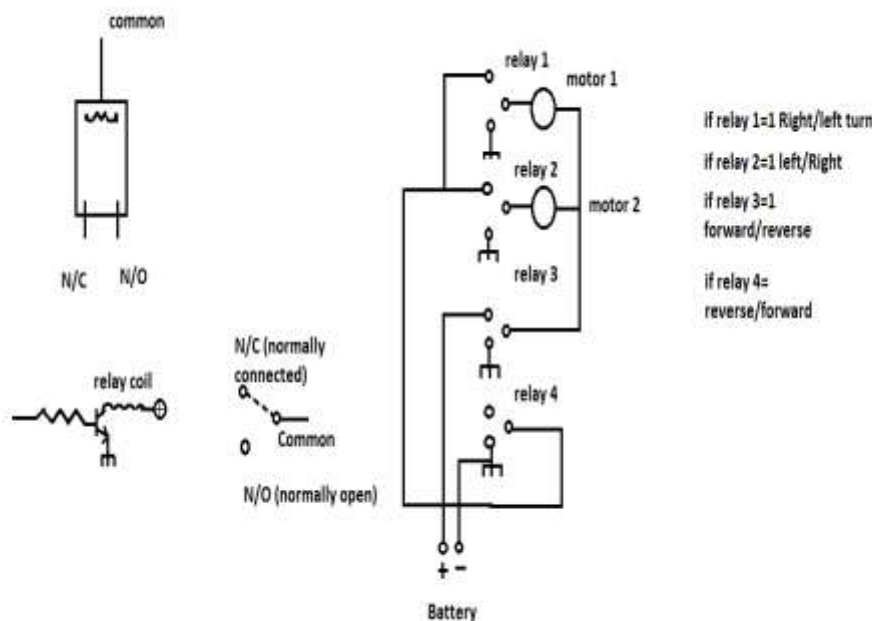 common
N/C
N/O
relay coil
N/C (normally
connected)
Common
N/O (normally open)
relay 1
motor 1
relay 2
motor 2
relay 3
relay 4
+ −
Battery
if relay 1=1 Right/left turn
if relay 2=1 left/Right
if relay 3=1
forward/reverse
if relay 4=
reverse/forward